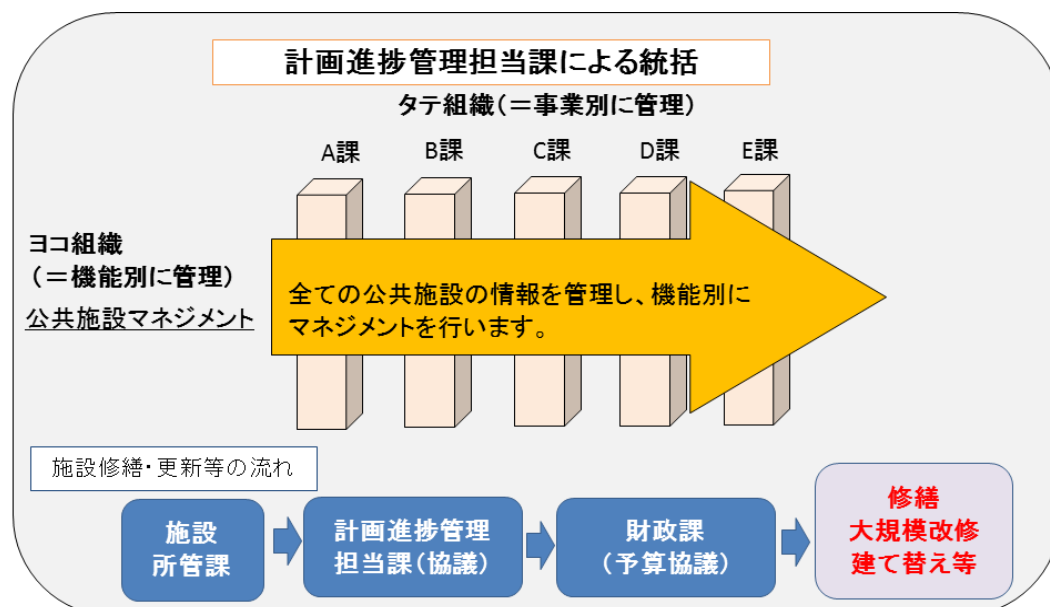 計画進捗管理担当課による統括
タテ組織(＝事業別に管理)
A課
B課
C課
D課
E課
ヨコ組織
(＝機能別に管理)
公共施設マネジメント
全ての公共施設の情報を管理し、機能別に
マネジメントを行います。
施設修繕・更新等の流れ
施設
所管課
計画進捗管理
担当課(協議)
財政課
(予算協議)
修繕
大規模改修
建て替え等